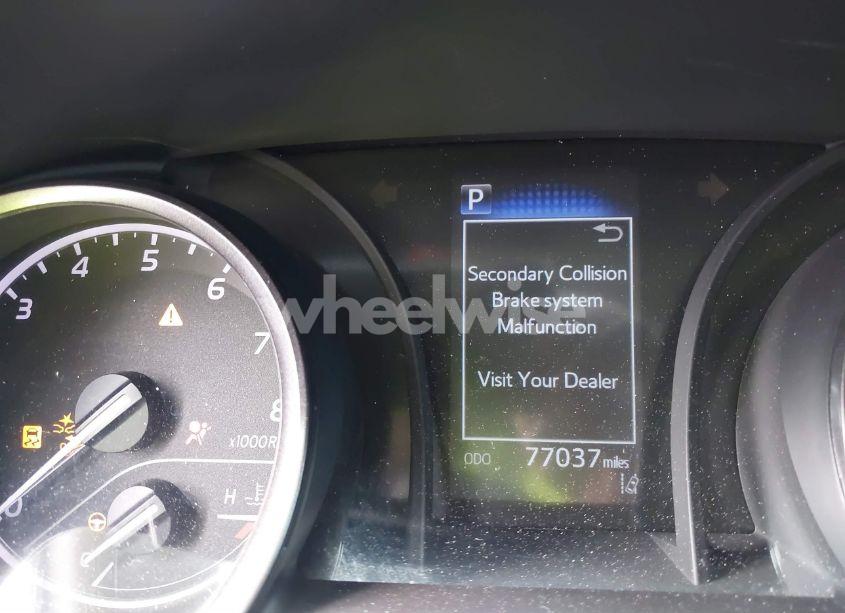 P
Secondary Collision
Brake system
Malfunction
Visit Your Dealer
ODO 77037 miles
3 4 5 6 7 8
x1000R
H
0
wheelwise